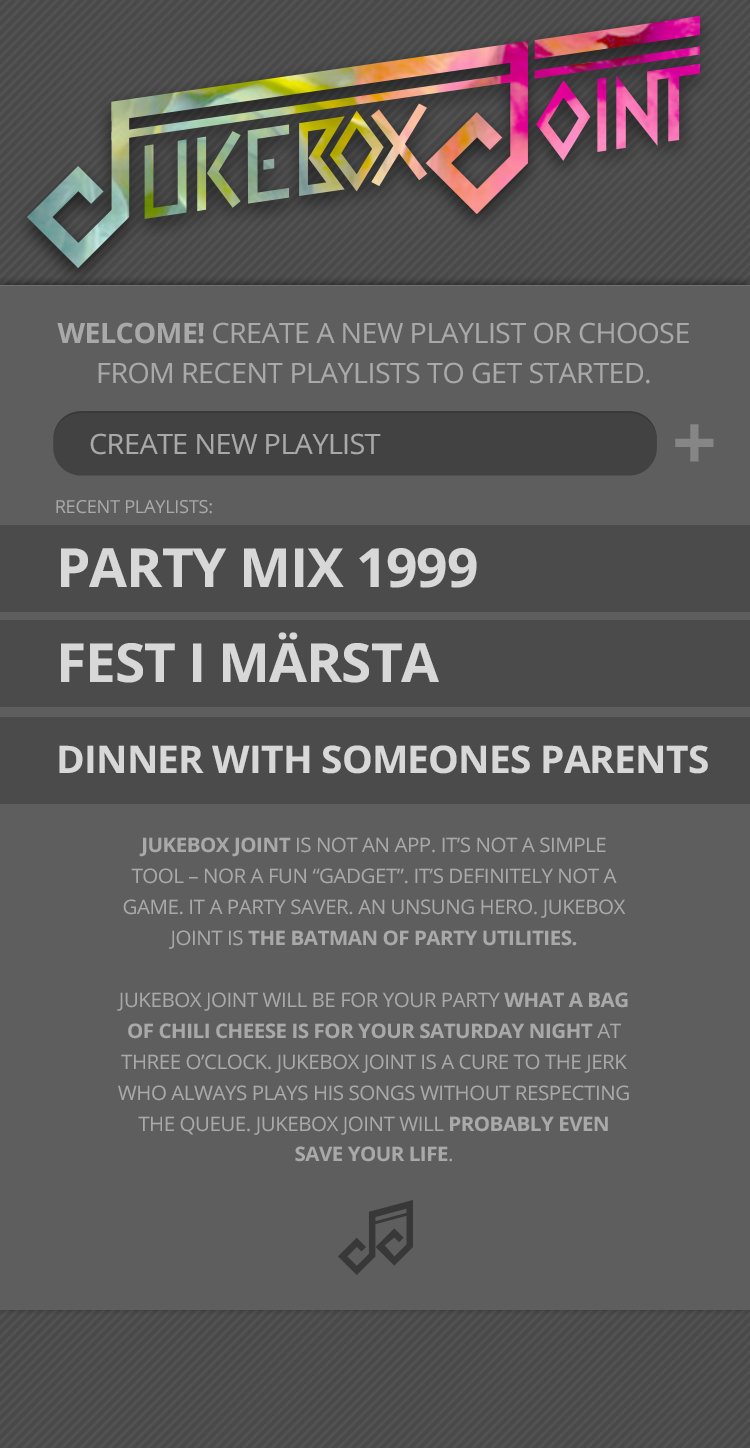 JUKEBOX JOINT
WELCOME! CREATE A NEW PLAYLIST OR CHOOSE
FROM RECENT PLAYLISTS TO GET STARTED.
CREATE NEW PLAYLIST
RECENT PLAYLISTS:
PARTY MIX 1999
FEST I MÄRSTA
DINNER WITH SOMEONES PARENTS
JUKEBOX JOINT IS NOT AN APP. IT’S NOT A SIMPLE
TOOL – NOR A FUN “GADGET”. IT’S DEFINITELY NOT A
GAME. IT A PARTY SAVER. AN UNSUNG HERO. JUKEBOX
JOINT IS THE BATMAN OF PARTY UTILITIES.
JUKEBOX JOINT WILL BE FOR YOUR PARTY WHAT A BAG
OF CHILI CHEESE IS FOR YOUR SATURDAY NIGHT AT
THREE O’CLOCK. JUKEBOX JOINT IS A CURE TO THE JERK
WHO ALWAYS PLAYS HIS SONGS WITHOUT RESPECTING
THE QUEUE. JUKEBOX JOINT WILL PROBABLY EVEN
SAVE YOUR LIFE.